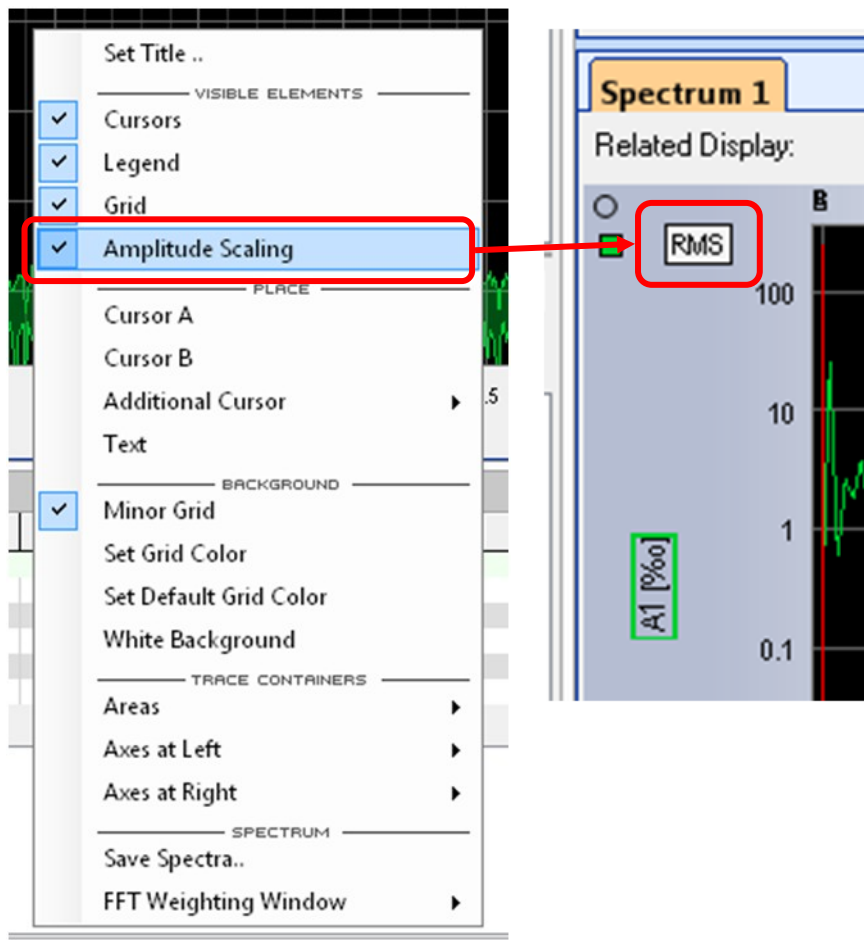 Set Title ..
VISIBLE ELEMENTS
Cursors
Legend
Grid
Amplitude Scaling
PLACE
Cursor A
Cursor B
Additional Cursor
Text
BACKGROUND
Minor Grid
Set Grid Color
Set Default Grid Color
White Background
TRACE CONTAINERS
Areas
Axes at Left
Axes at Right
SPECTRUM
Save Spectra..
FFT Weighting Window
.5
Spectrum 1
Related Display:
RMS
100
10
1
0.1
A1 [‰]